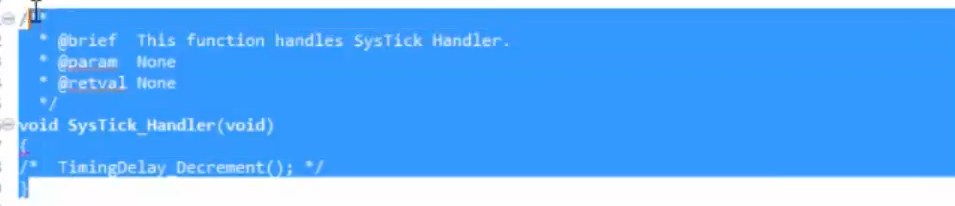 /**
* @brief  This function handles SysTick Handler.
* @param  None
* @retval None
*/
void SysTick_Handler(void)
{
/*  TimingDelay_Decrement(); */
}